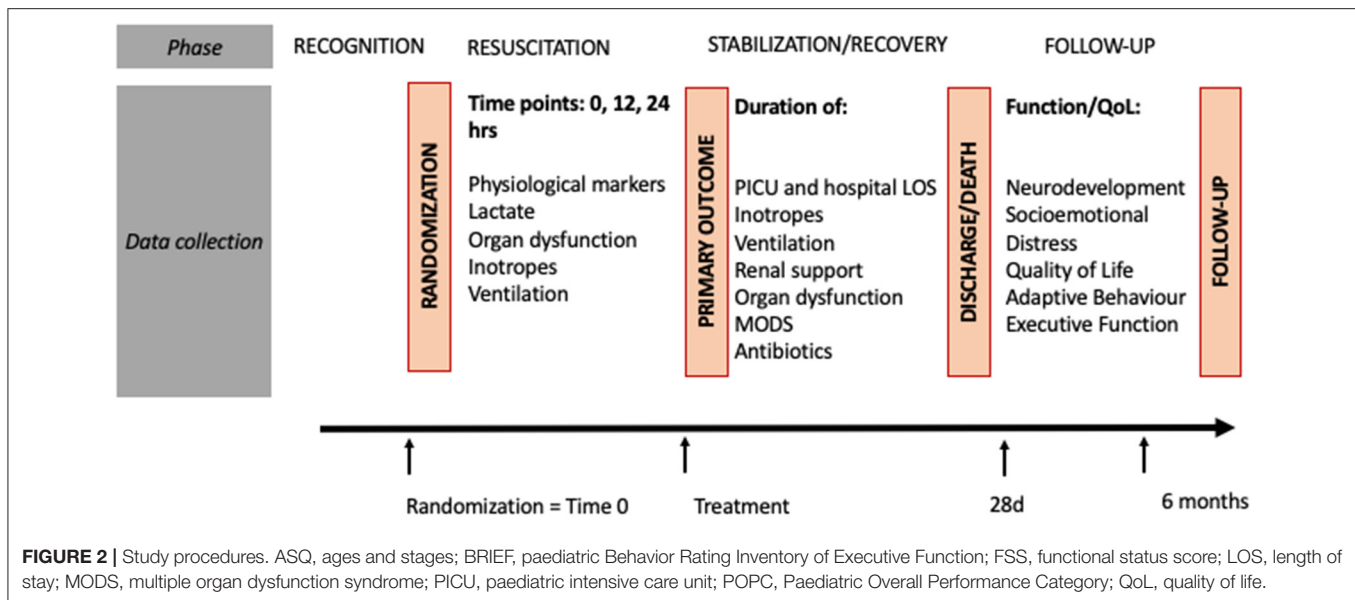 Phase
RECOGNITION
RESUSCITATION
STABILIZATION/RECOVERY
FOLLOW-UP
Data collection
RANDOMIZATION
Time points: 0, 12, 24
hrs
Physiological markers
Lactate
Organ dysfunction
Inotropes
Ventilation
PRIMARY OUTCOME
Duration of:
PICU and hospital LOS
Inotropes
Ventilation
Renal support
Organ dysfunction
MODS
Antibiotics
DISCHARGE/DEATH
Function/QoL:
Neurodevelopment
Socioemotional
Distress
Quality of Life
Adaptive Behaviour
Executive Function
FOLLOW-UP
Randomization = Time 0
Treatment
28d
6 months
FIGURE 2 | Study procedures. ASQ, ages and stages; BRIEF, paediatric Behavior Rating Inventory of Executive Function; FSS, functional status score; LOS, length of
stay; MODS, multiple organ dysfunction syndrome; PICU, paediatric intensive care unit; POPC, Paediatric Overall Performance Category; QoL, quality of life.